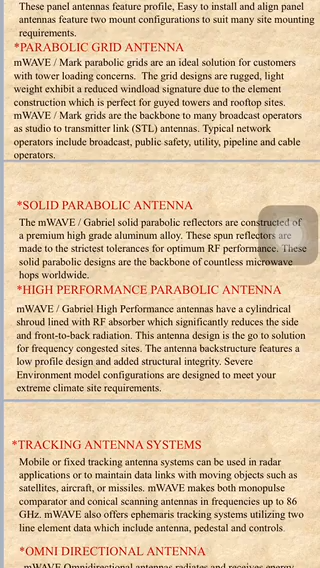 These panel antennas feature profile, Easy to install and align panel
antennas feature two mount configurations to suit many site mounting
requirements.
*PARABOLIC GRID ANTENNA
mWAVE / Mark parabolic grids are an ideal solution for customers
with tower loading concerns.  The grid designs are rugged, light
weight exhibit a reduced windload signature due to the element
construction which is perfect for guyed towers and rooftop sites.
mWAVE / Mark grids are the backbone to many broadcast operators
as studio to transmitter link (STL) antennas. Typical network
operators include broadcast, public safety, utility, pipeline and cable
operators.
*SOLID PARABOLIC ANTENNA
The mWAVE / Gabriel solid parabolic reflectors are constructed of
a premium high grade aluminum alloy. These spun reflectors are
made to the strictest tolerances for optimum RF performance. These
solid parabolic designs are the backbone of countless microwave
hops worldwide.
*HIGH PERFORMANCE PARABOLIC ANTENNA
mWAVE / Gabriel High Performance antennas have a cylindrical
shroud lined with RF absorber which significantly reduces the side
and front-to-back radiation. This antenna design is the go to solution
for frequency congested sites. The antenna backstructure features a
low profile design and added structural integrity. Severe
Environment model configurations are designed to meet your
extreme climate site requirements.
*TRACKING ANTENNA SYSTEMS
Mobile or fixed tracking antenna systems can be used in radar
applications or to maintain data links with moving objects such as
satellites, aircraft, or missiles. mWAVE makes both monopulse
comparator and conical scanning antennas in frequencies up to 86
GHz. mWAVE also offers ephemaris tracking systems utilizing two
line element data which include antenna, pedestal and controls.
*OMNI DIRECTIONAL ANTENNA
mWAVE Omnidirectional antennas radiates and receives energy